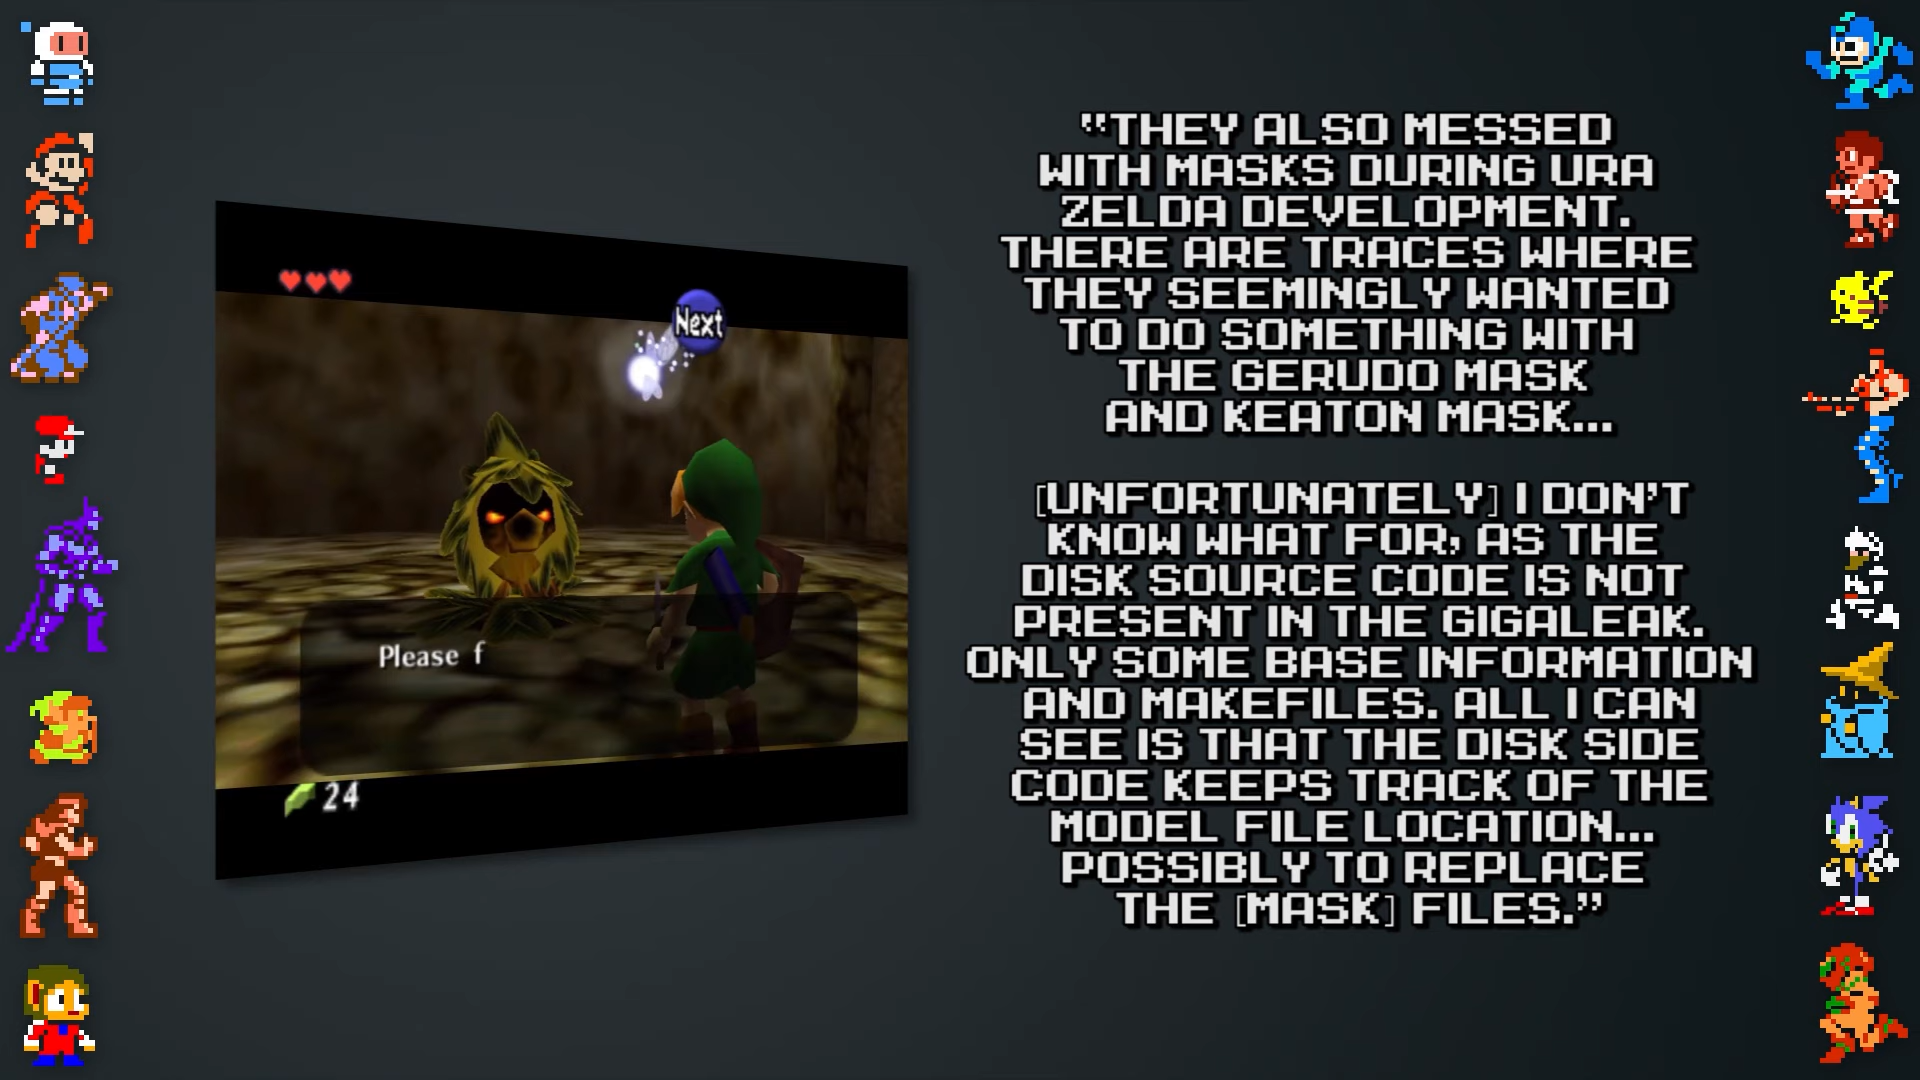 Next
Please f
24
"THEY ALSO MESSED
WITH MASKS DURING URA
ZELDA DEVELOPMENT.
THERE ARE TRACES WHERE
THEY SEEMINGLY WANTED
TO DO SOMETHING WITH
THE GERUDO MASK
AND KEATON MASK...
[UNFORTUNATELY] I DON'T
KNOW WHAT FOR, AS THE
DISK SOURCE CODE IS NOT
PRESENT IN THE GIGALEAK.
ONLY SOME BASE INFORMATION
AND MAKEFILES. ALL I CAN
SEE IS THAT THE DISK SIDE
CODE KEEPS TRACK OF THE
MODEL FILE LOCATION...
POSSIBLY TO REPLACE
THE [MASK] FILES."